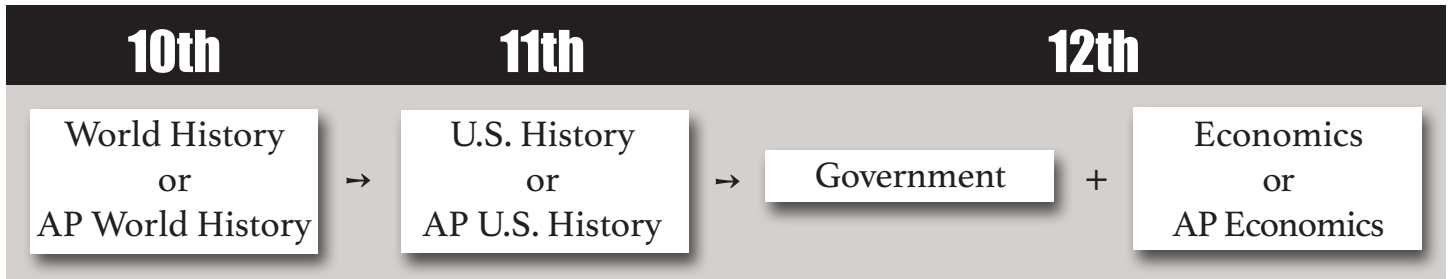 10th
11th
12th
World History
or
AP World History
→
U.S. History
or
AP U.S. History
→
Government
+
Economics
or
AP Economics